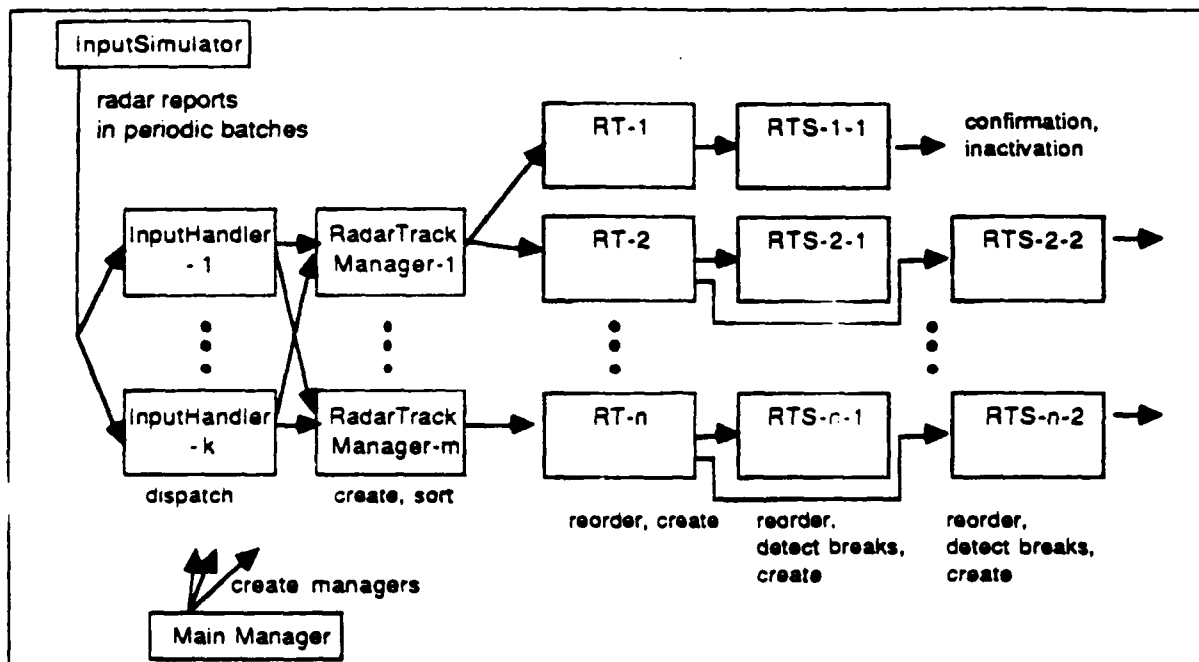 InputSimulator
radar reports
in periodic batches
RT-1
RTS-1-1
confirmation,
inactivation
InputHandler
-1
RadarTrack
Manager-1
RT-2
RTS-2-1
RTS-2-2
InputHandler
-k
RadarTrack
Manager-m
RT-n
RTS-n-1
RTS-n-2
dispatch
create, sort
reorder, create
reorder,
detect breaks,
create
reorder,
detect breaks,
create
create managers
Main Manager